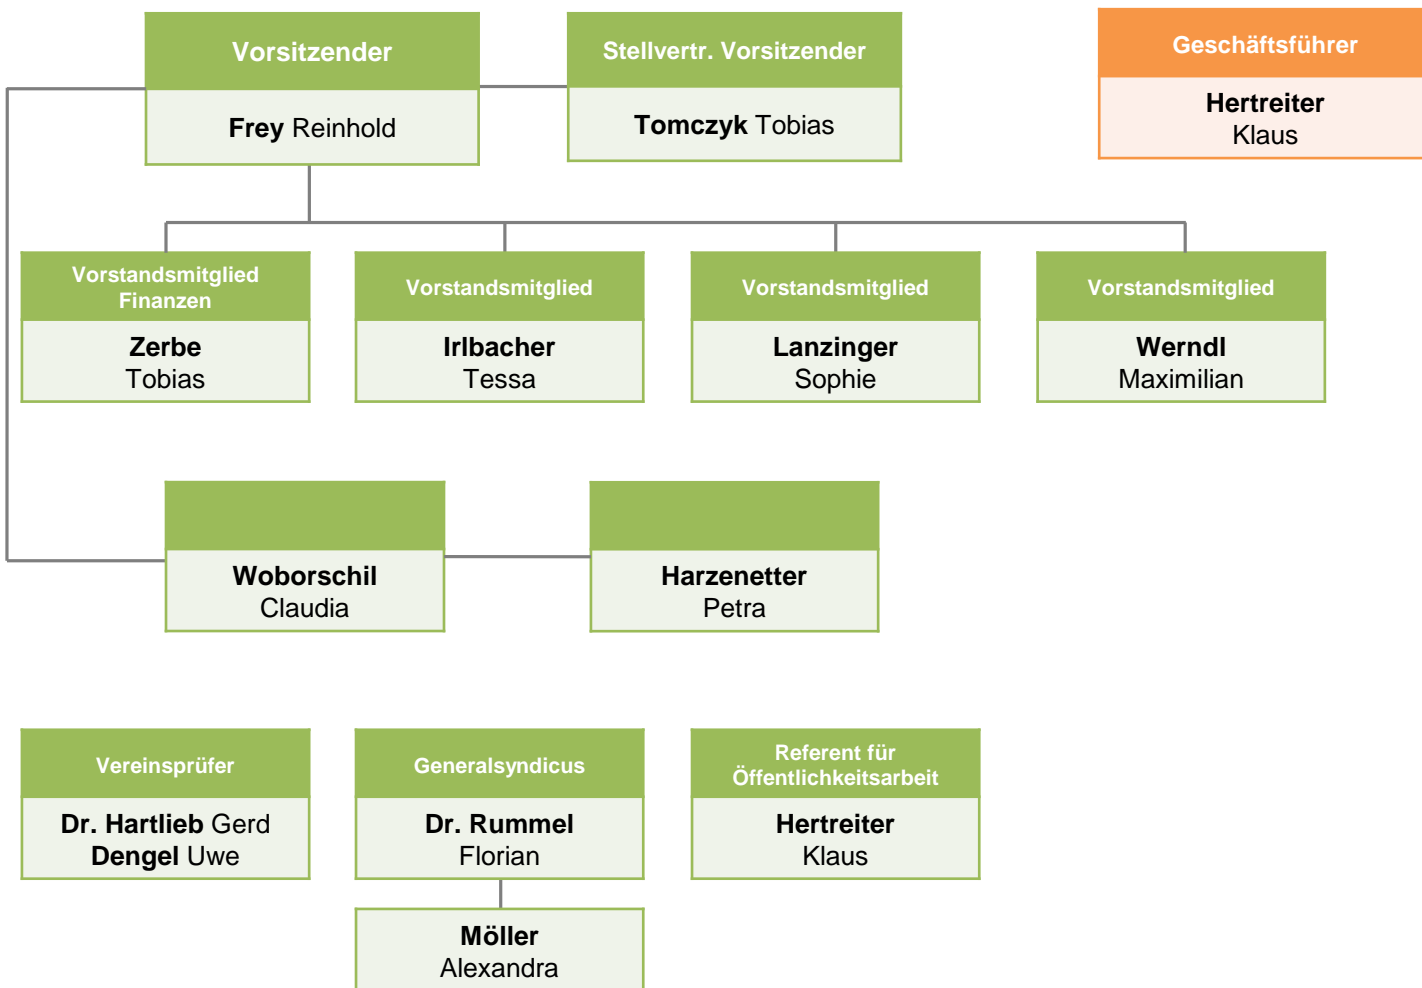 Vorsitzender
Frey Reinhold
Stellvertr. Vorsitzender
Tomczyk Tobias
Geschäftsführer
Hertreiter
Klaus
Vorstandsmitglied
Finanzen
Zerbe
Tobias
Vorstandsmitglied
Irlbacher
Tessa
Vorstandsmitglied
Lanzinger
Sophie
Vorstandsmitglied
Werndl
Maximilian
Woborschil
Claudia
Harzenetter
Petra
Vereinsprüfer
Dr. Hartlieb Gerd
Dengel Uwe
Generalsyndicus
Dr. Rummel
Florian
Möller
Alexandra
Referent für
Öffentlichkeitsarbeit
Hertreiter
Klaus